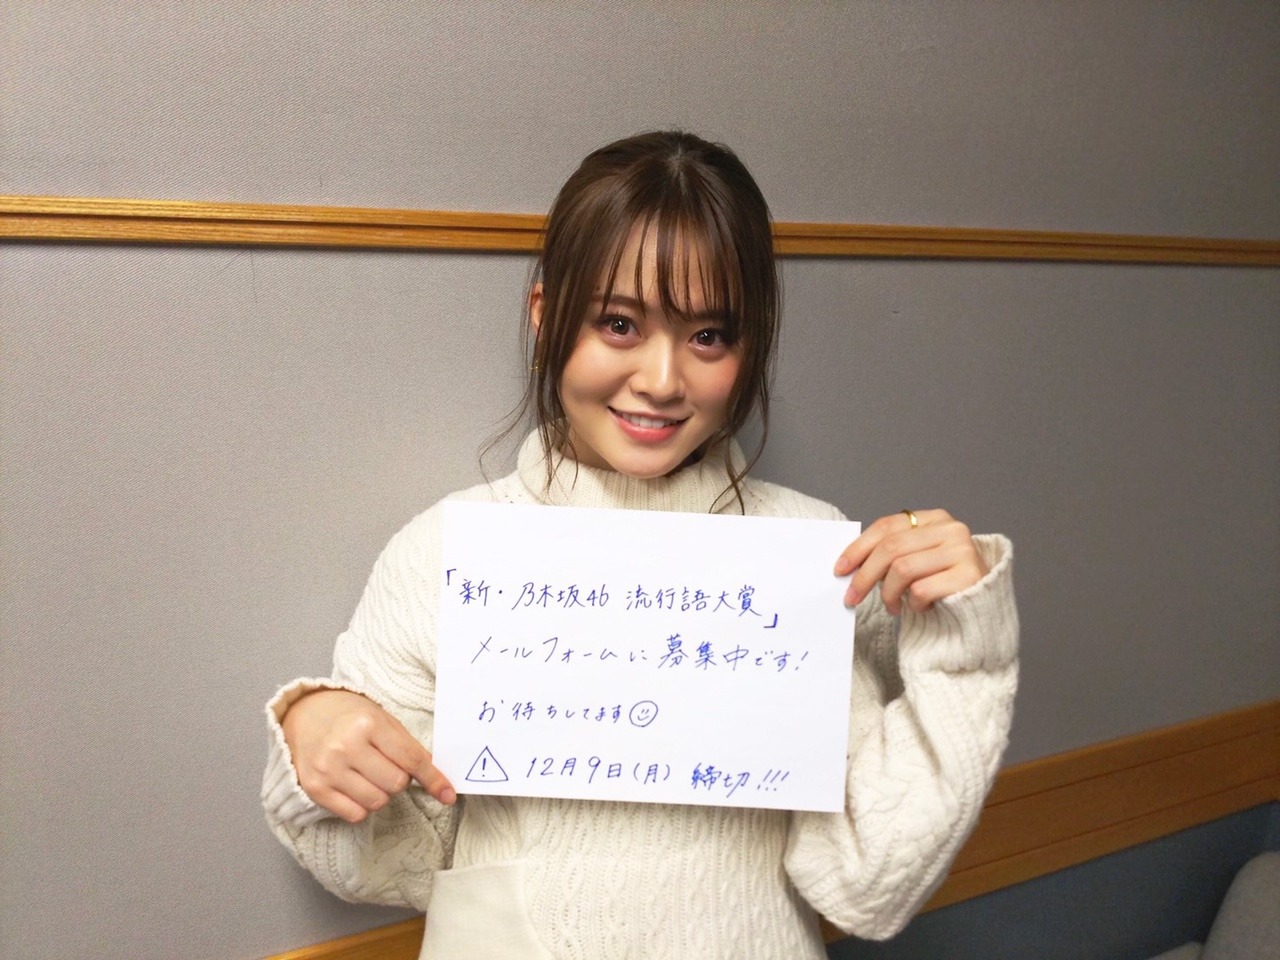 「新・乃木坂46 流行語大賞」
メールフォームに募集中です!
お待ちしてます☺
⚠ 12月9日(月) 締切!!!